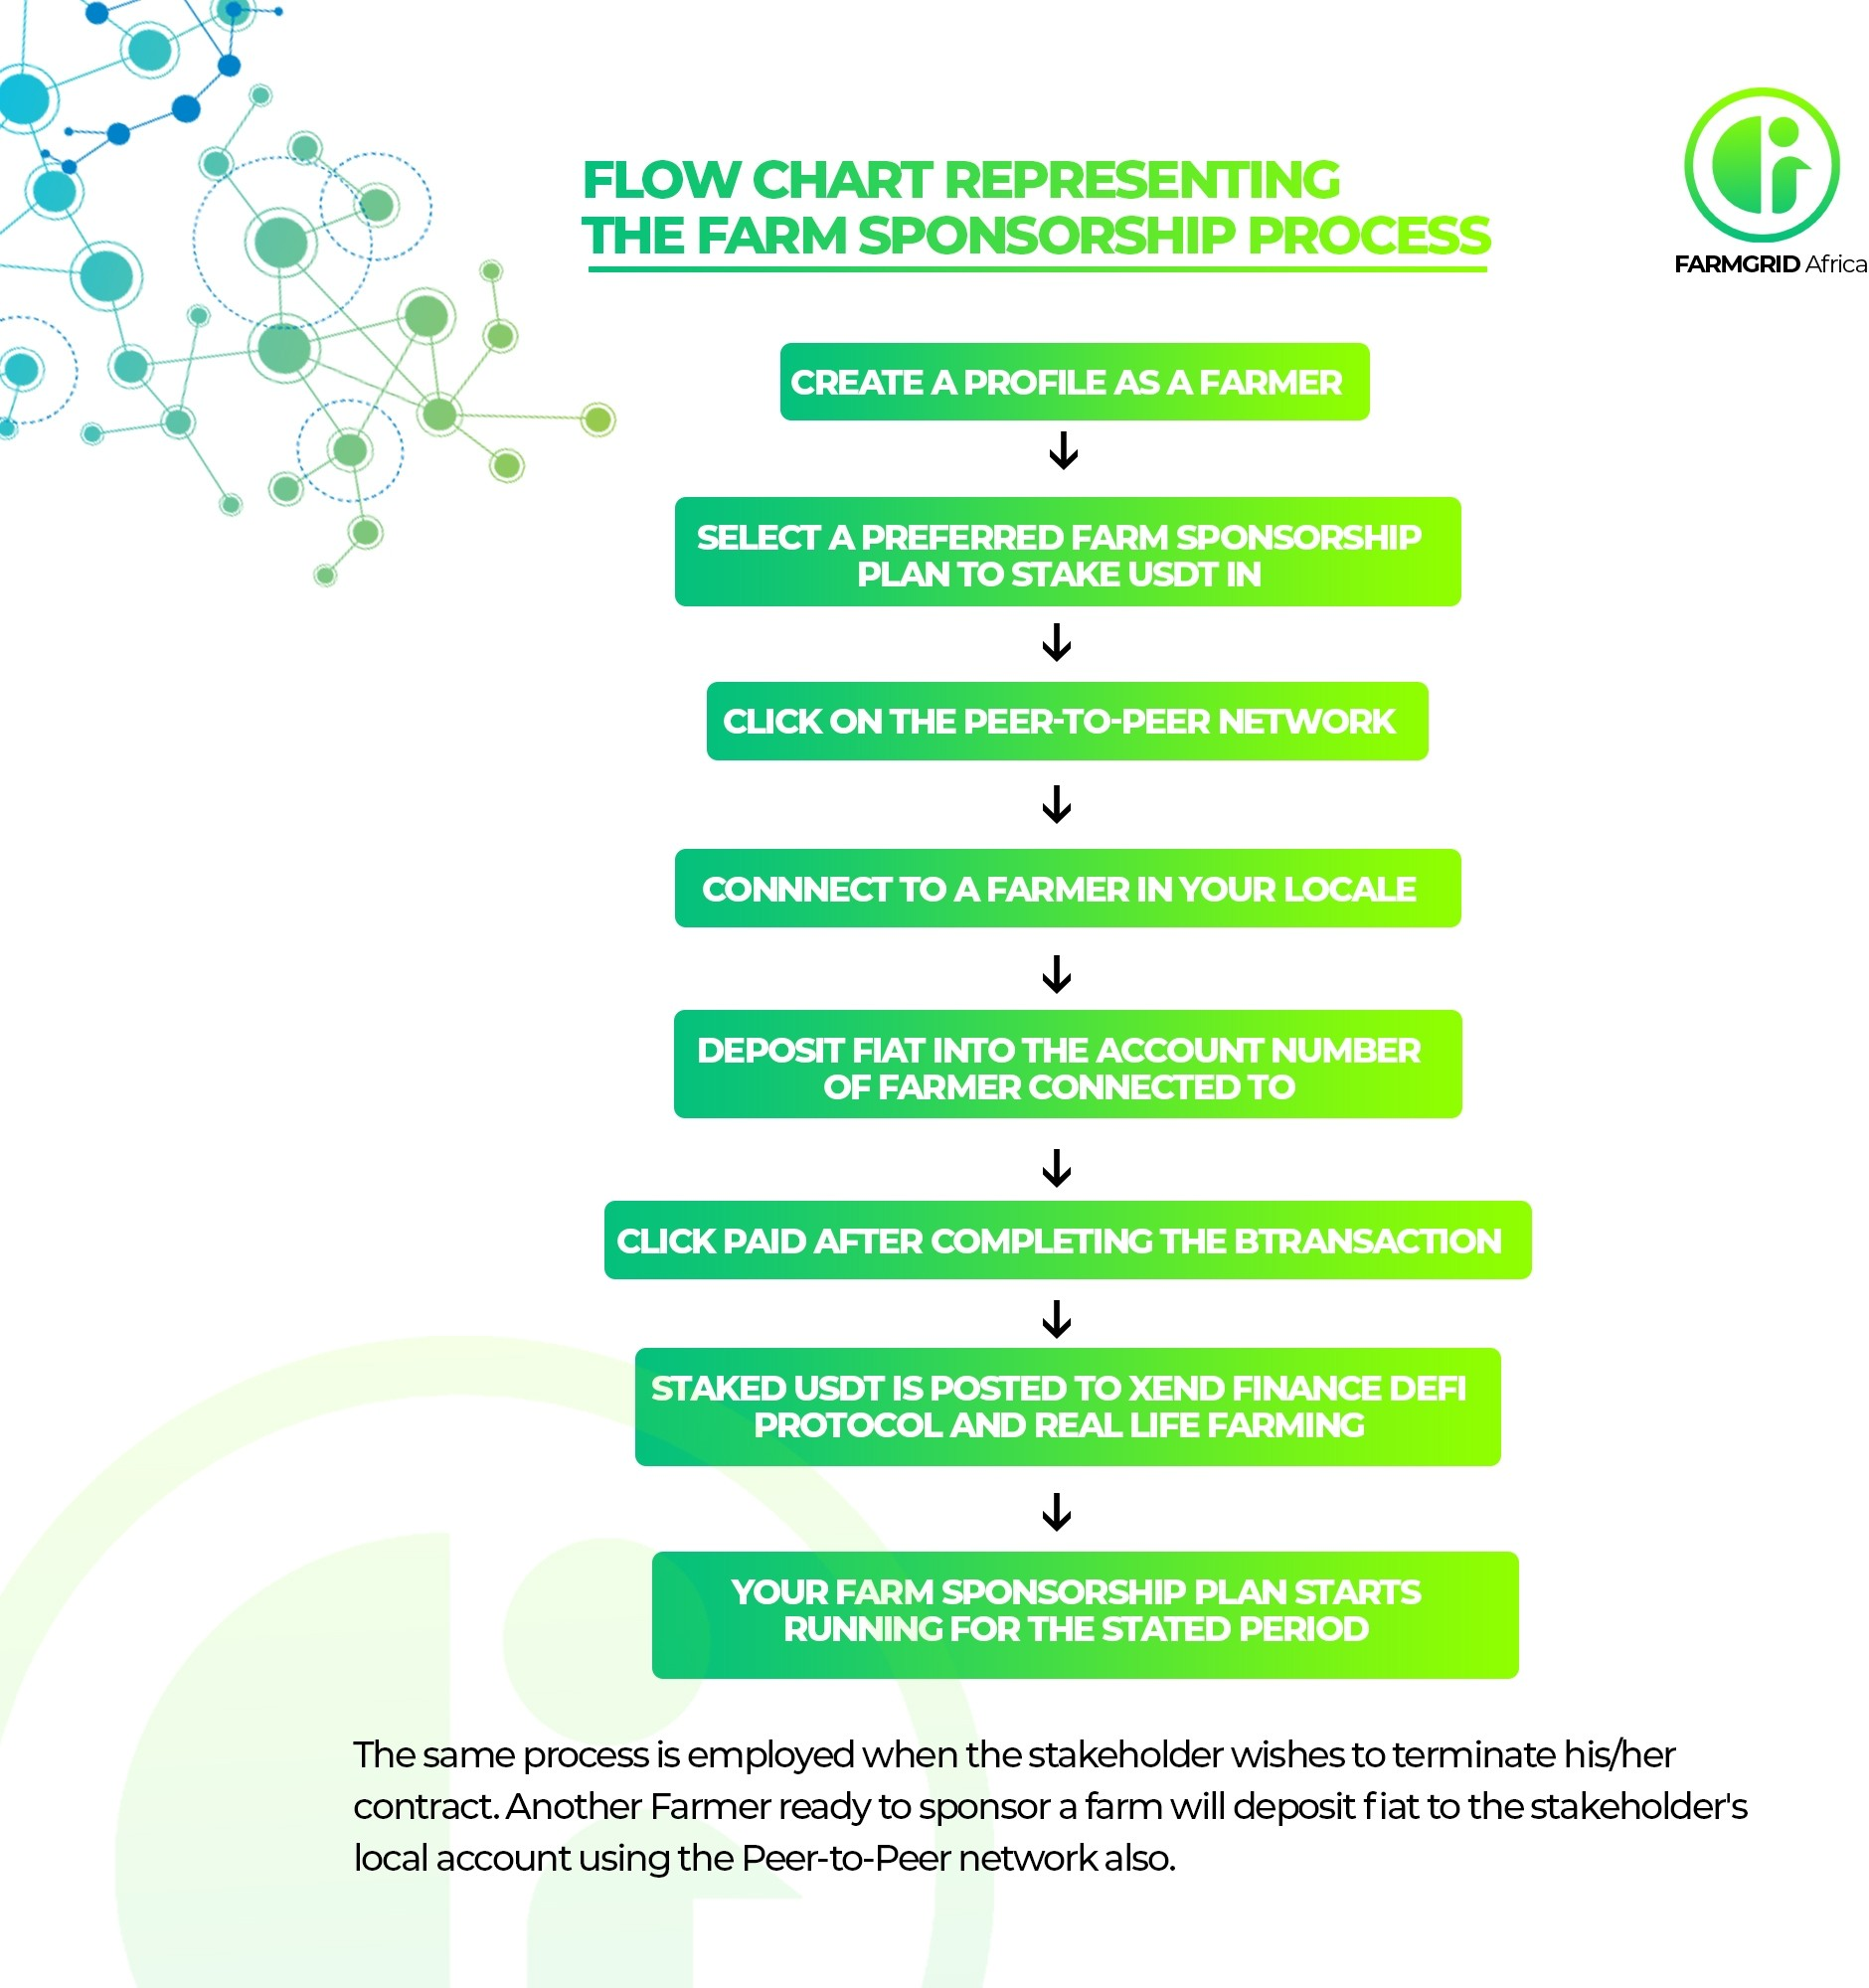 FLOW CHART REPRESENTING
THE FARM SPONSORSHIP PROCESS
FARMGRID Africa
CREATE A PROFILE AS A FARMER
SELECT A PREFERRED FARM SPONSORSHIP
PLAN TO STAKE USDT IN
CLICK ON THE PEER-TO-PEER NETWORK
CONNNECT TO A FARMER IN YOUR LOCALE
DEPOSIT FIAT INTO THE ACCOUNT NUMBER
OF FARMER CONNECTED TO
CLICK PAID AFTER COMPLETING THE BTRANSACTION
STAKED USDT IS POSTED TO XEND FINANCE DEFI
PROTOCOL AND REAL LIFE FARMING
YOUR FARM SPONSORSHIP PLAN STARTS
RUNNING FOR THE STATED PERIOD
The same process is employed when the stakeholder wishes to terminate his/her
contract. Another Farmer ready to sponsor a farm will deposit fiat to the stakeholder's
local account using the Peer-to-Peer network also.